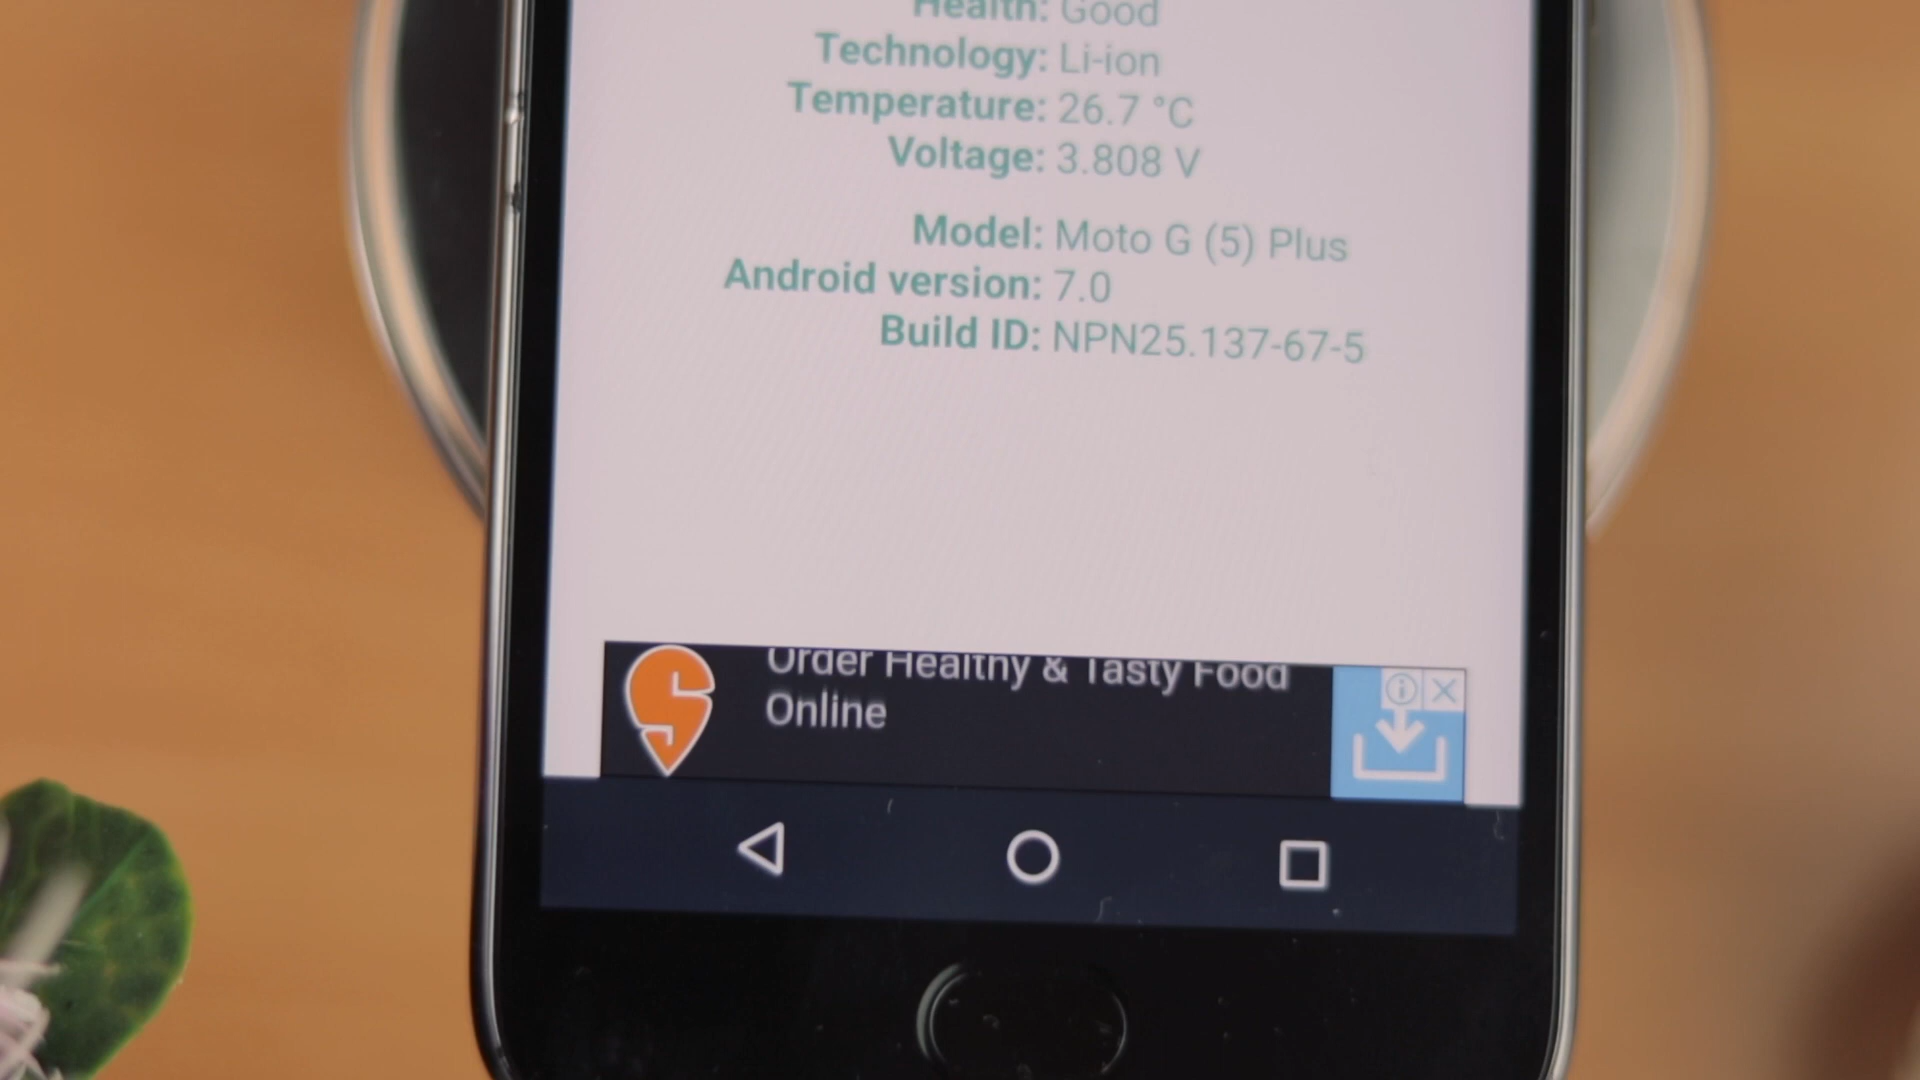 Health: Good
Technology: Li-ion
Temperature: 26.7 °C
Voltage: 3.808 V
Model: Moto G (5) Plus
Android version: 7.0
Build ID: NPN25.137-67-5
Order Healthy & Tasty Food
Online